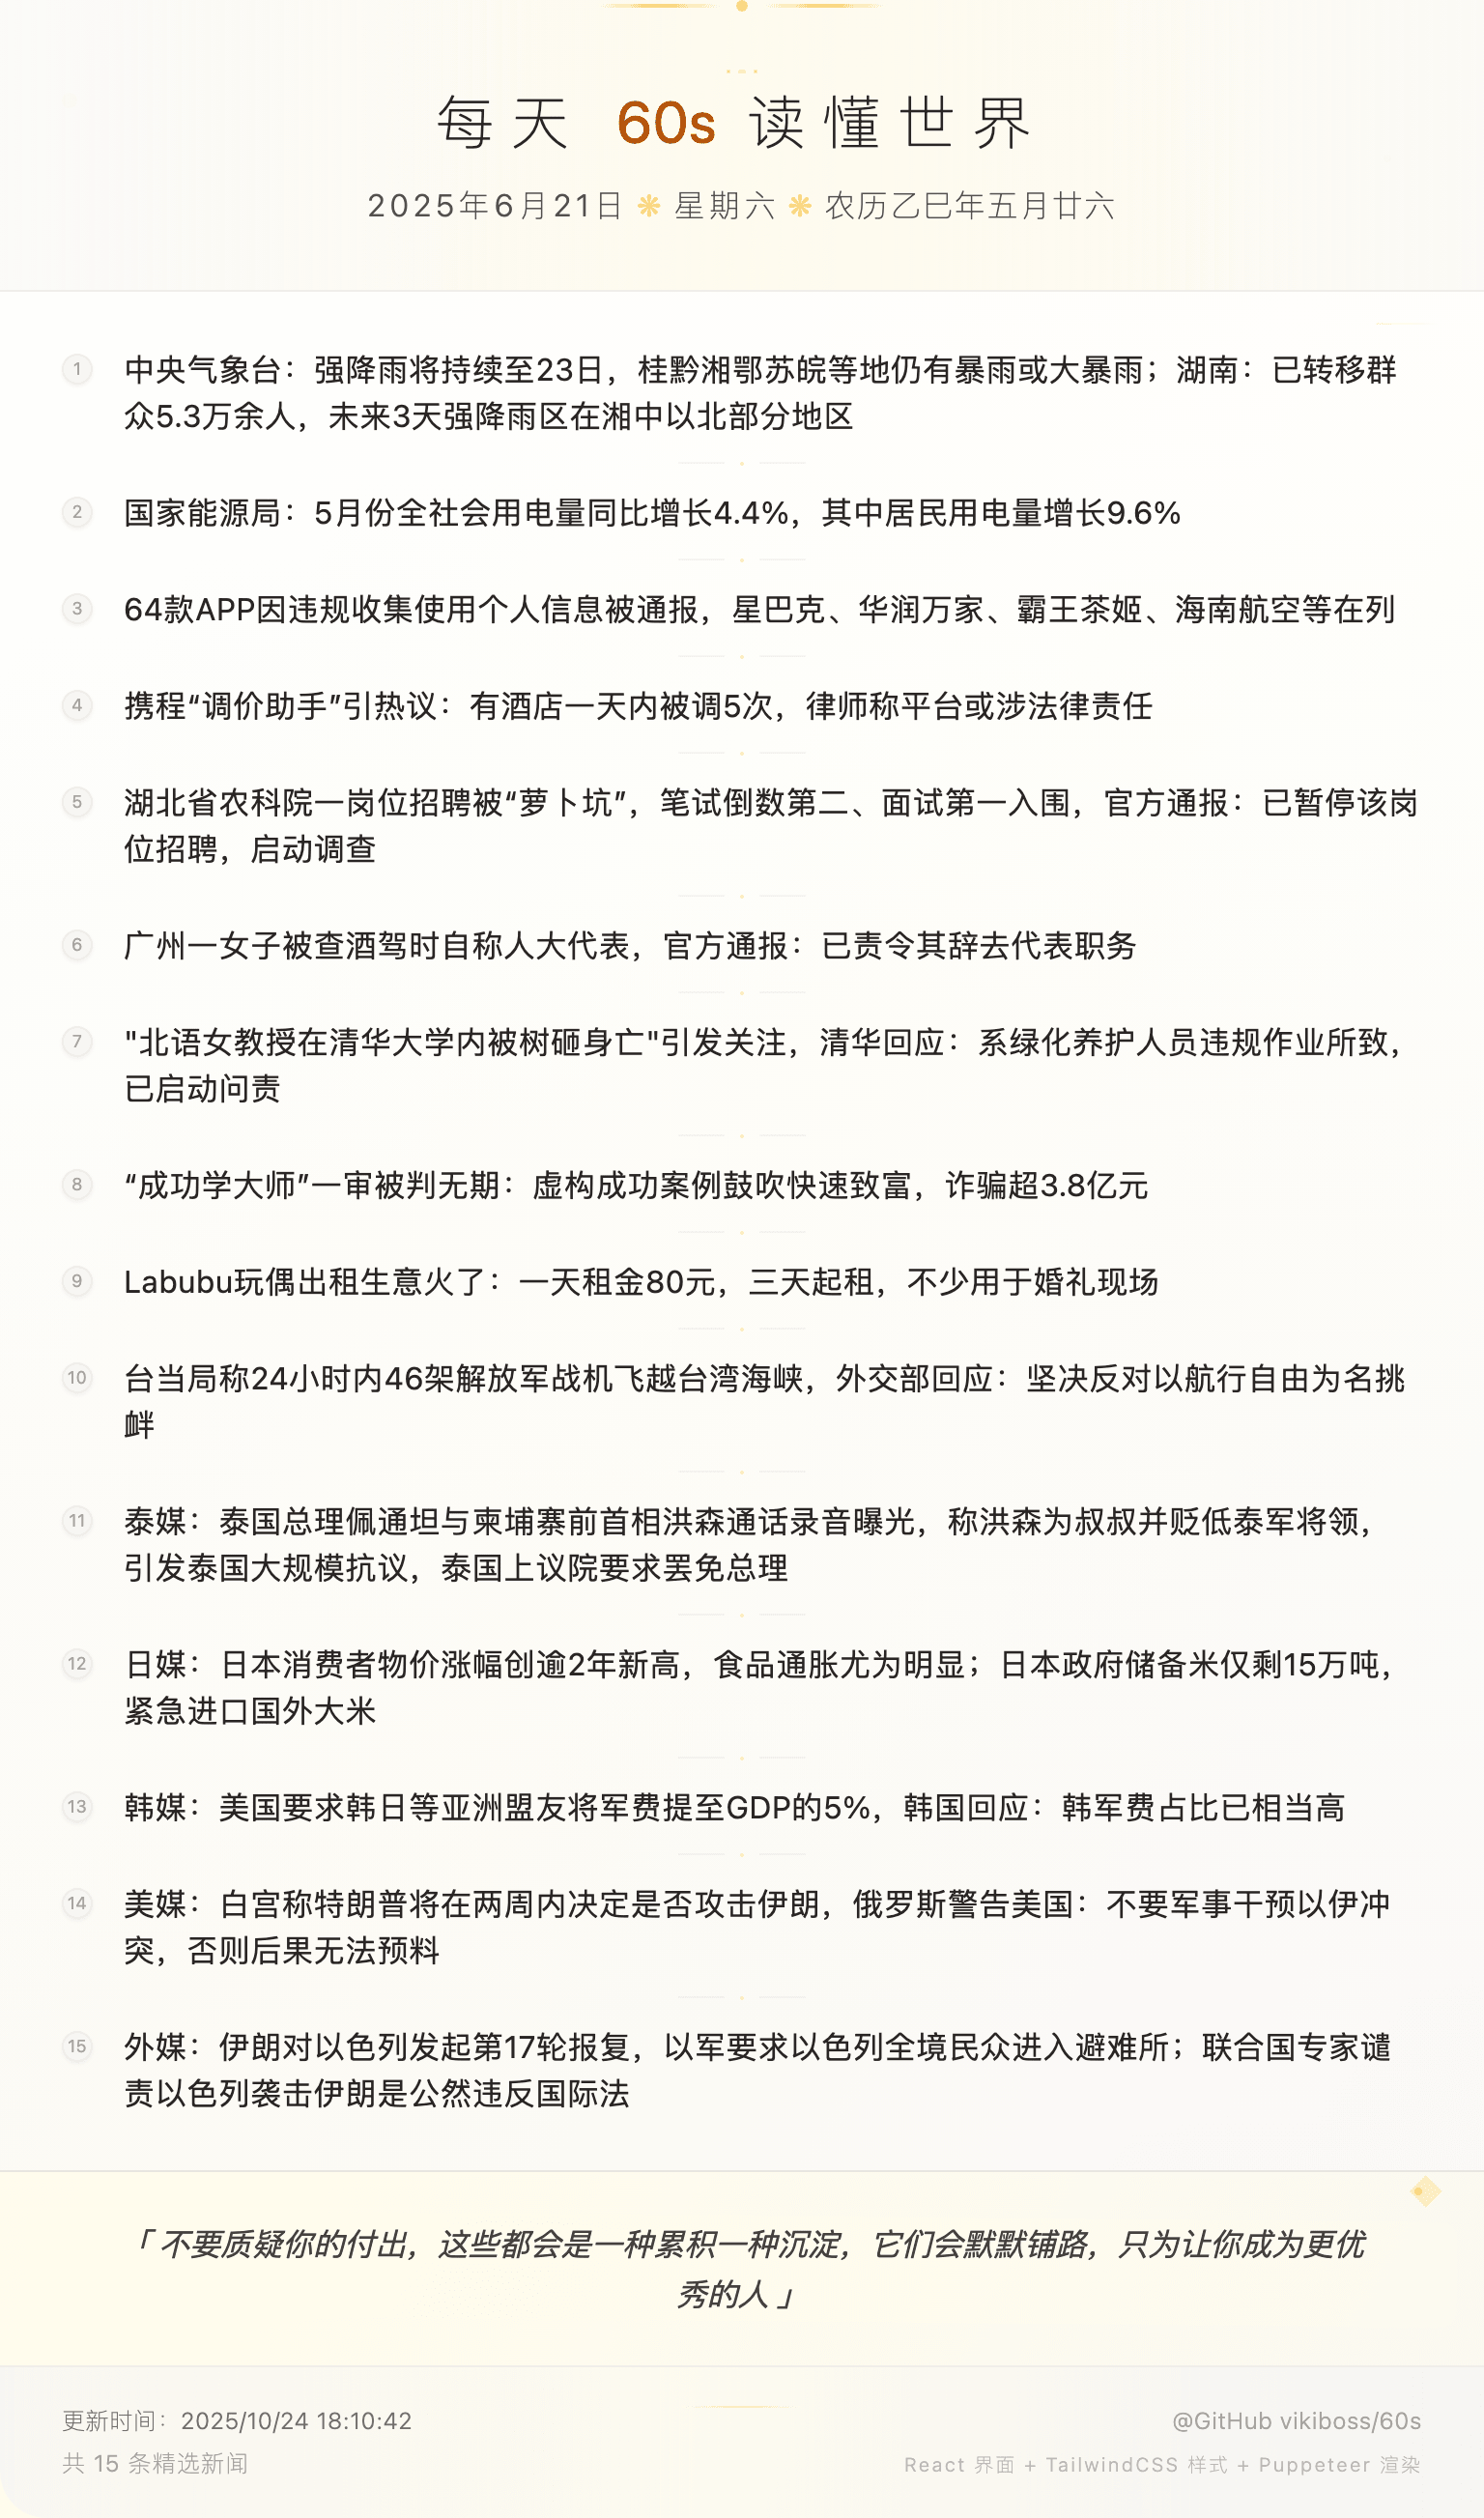 每天 60s 读懂世界
2025年6月21日 ❋ 星期六 ❋ 农历乙巳年五月廿六
1 中央气象台：强降雨将持续至23日，桂黔湘鄂苏皖等地仍有暴雨或大暴雨；湖南：已转移群
众5.3万余人，未来3天强降雨区在湘中以北部分地区
2 国家能源局：5月份全社会用电量同比增长4.4%，其中居民用电量增长9.6%
3 64款APP因违规收集使用个人信息被通报，星巴克、华润万家、霸王茶姬、海南航空等在列
4 携程“调价助手”引热议：有酒店一天内被调5次，律师称平台或涉法律责任
5 湖北省农科院一岗位招聘被“萝卜坑”，笔试倒数第二、面试第一入围，官方通报：已暂停该岗
位招聘，启动调查
6 广州一女子被查酒驾时自称人大代表，官方通报：已责令其辞去代表职务
7 "北语女教授在清华大学内被树砸身亡"引发关注，清华回应：系绿化养护人员违规作业所致，
已启动问责
8 “成功学大师”一审被判无期：虚构成功案例鼓吹快速致富，诈骗超3.8亿元
9 Labubu玩偶出租生意火了：一天租金80元，三天起租，不少用于婚礼现场
10 台当局称24小时内46架解放军战机飞越台湾海峡，外交部回应：坚决反对以航行自由为名挑
衅
11 泰媒：泰国总理佩通坦与柬埔寨前首相洪森通话录音曝光，称洪森为叔叔并贬低泰军将领，
引发泰国大规模抗议，泰国上议院要求罢免总理
12 日媒：日本消费者物价涨幅创逾2年新高，食品通胀尤为明显；日本政府储备米仅剩15万吨，
紧急进口国外大米
13 韩媒：美国要求韩日等亚洲盟友将军费提至GDP的5%，韩国回应：韩军费占比已相当高
14 美媒：白宫称特朗普将在两周内决定是否攻击伊朗，俄罗斯警告美国：不要军事干预以伊冲
突，否则后果无法预料
15 外媒：伊朗对以色列发起第17轮报复，以军要求以色列全境民众进入避难所；联合国专家谴
责以色列袭击伊朗是公然违反国际法
「 不要质疑你的付出，这些都会是一种累积一种沉淀，它们会默默铺路，只为让你成为更优
秀的人 」
更新时间：2025/10/24 18:10:42
@GitHub vikiboss/60s
共 15 条精选新闻
React 界面 + TailwindCSS 样式 + Puppeteer 渲染